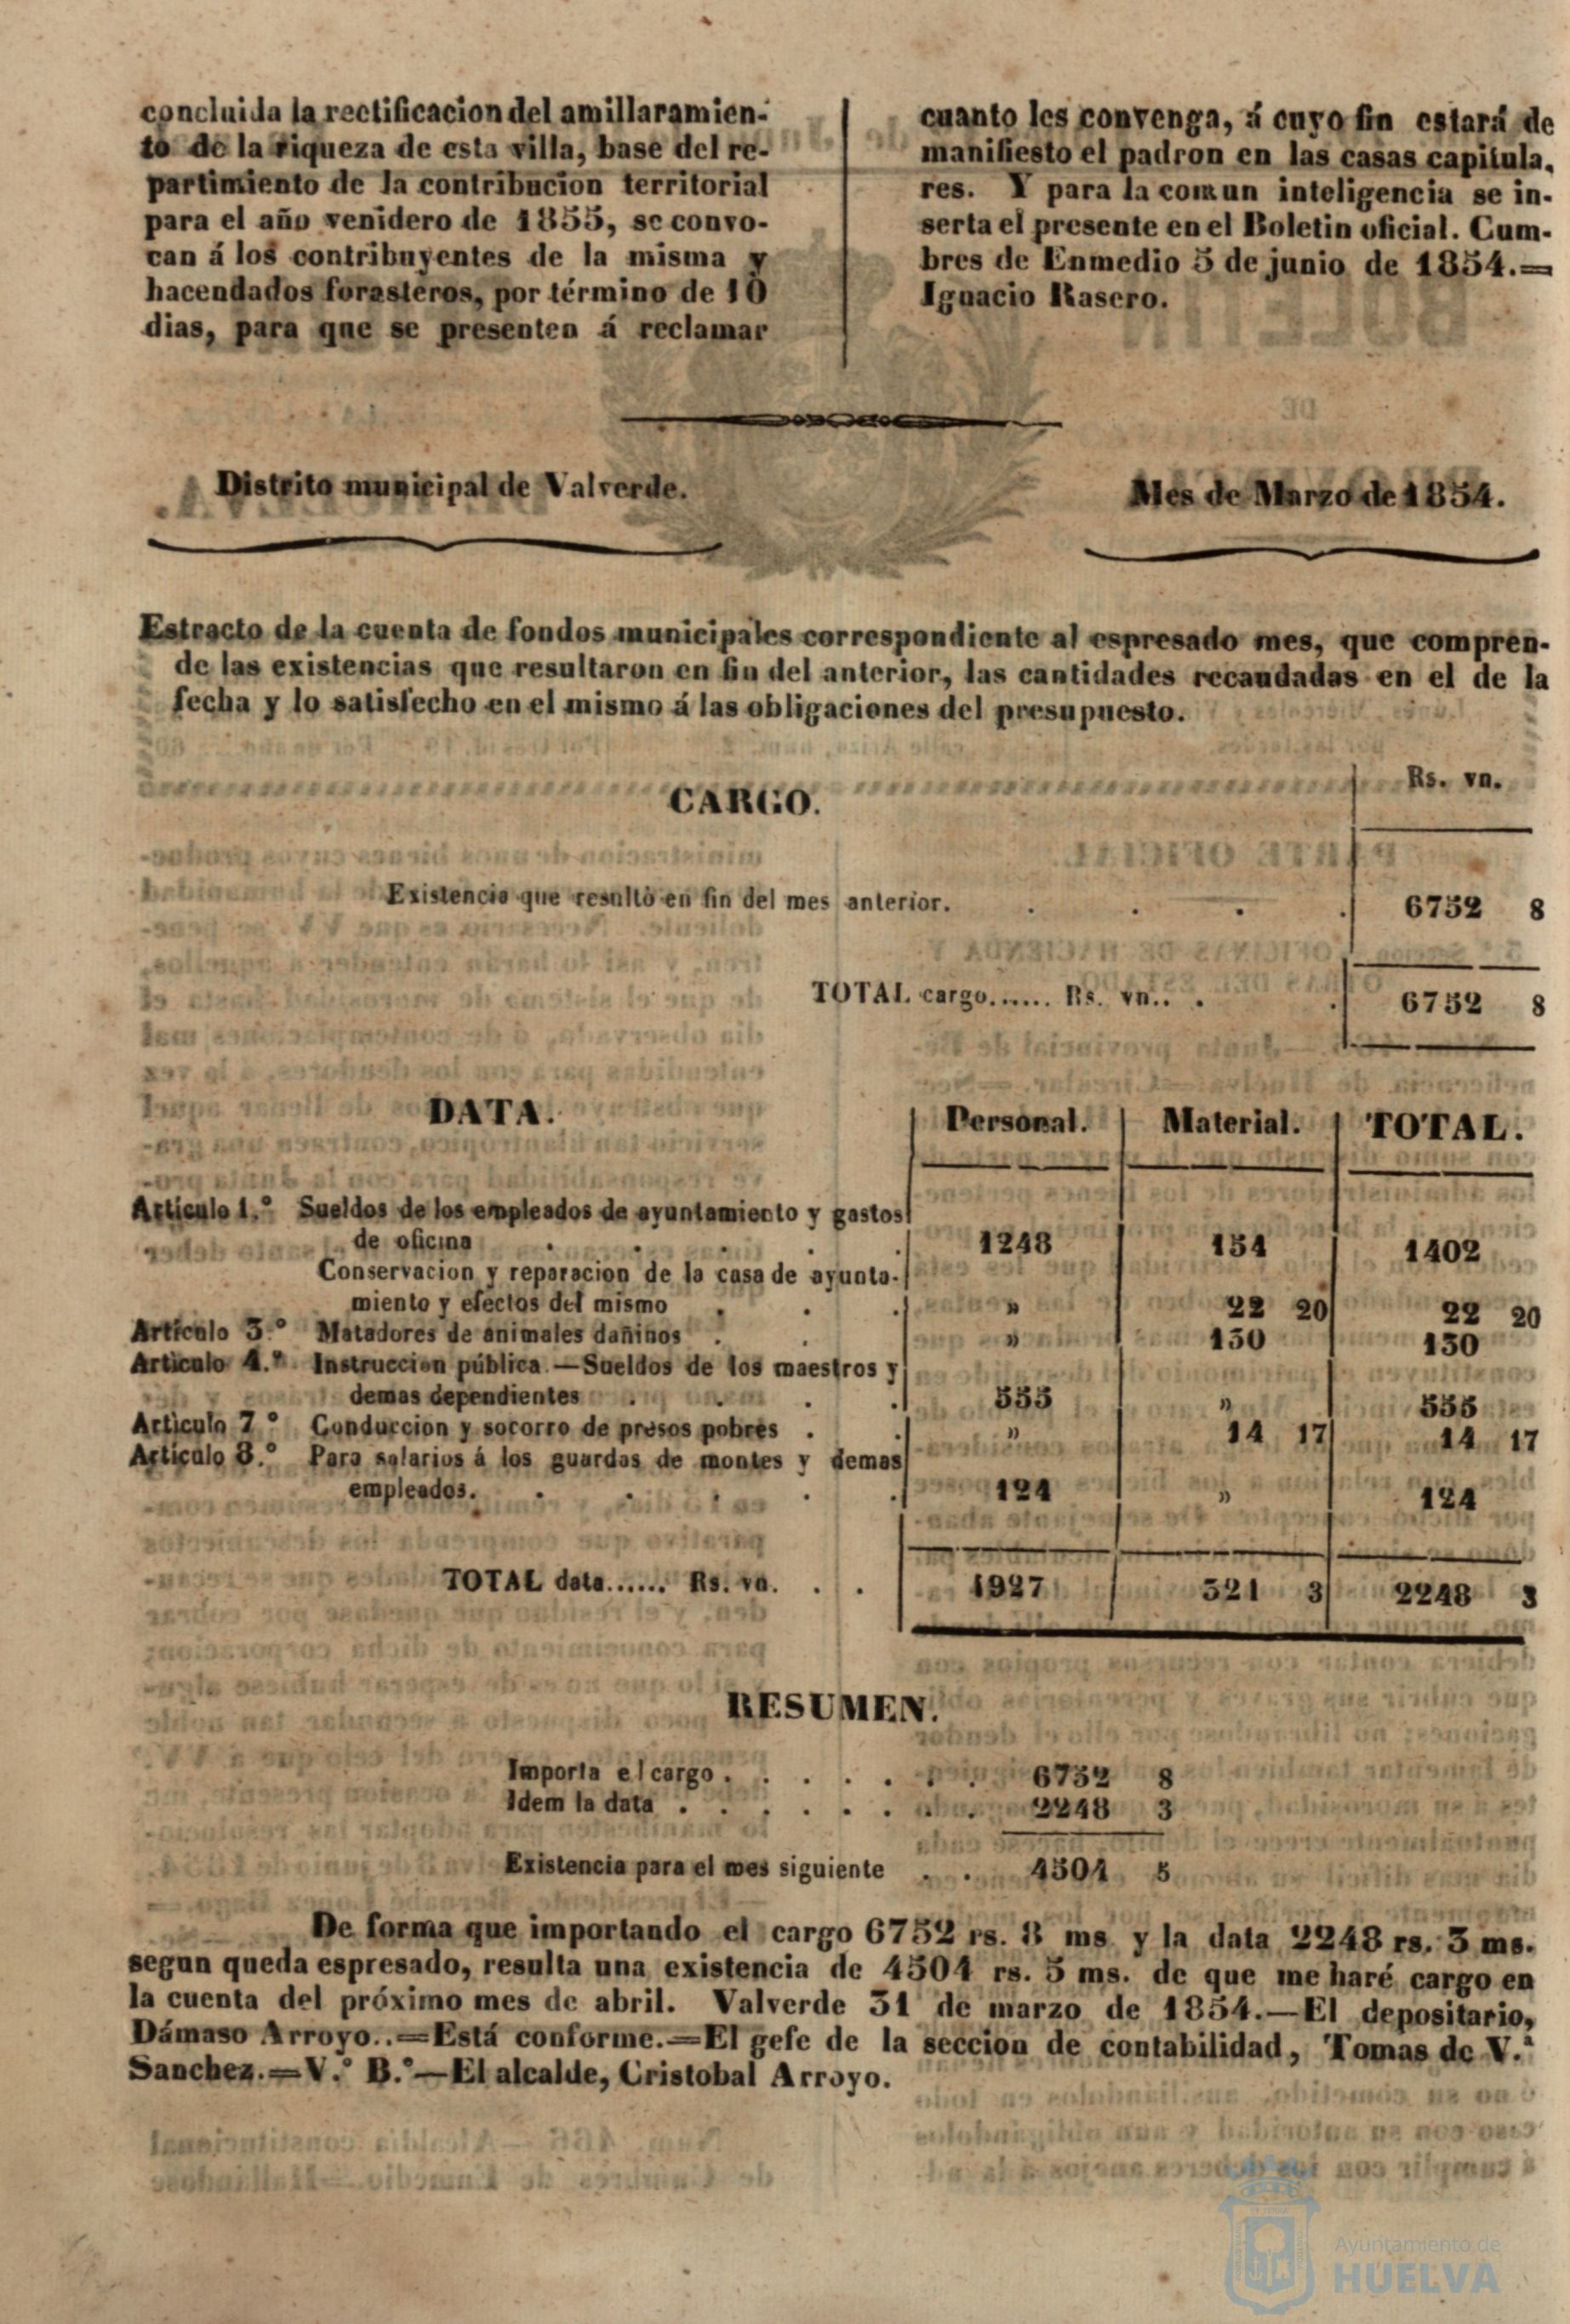 concluida la rectificacion del amillaramien-
to de la riqueza de esta villa, base del re-
partimiento de la contribucion territorial
para el año venidero de 1855, se convo-
can á los contribuyentes de la misma y
hacendados forasteros, por término de 10
dias, para que se presenten á reclamar
cuanto les convenga, á cuyo fin estará de
manifiesto el padron en las casas capitula-
res. Y para la comun inteligencia se in-
serta el presente en el Boletin oficial. Cum-
bres de Enmedio 5 de junio de 1854.=
Ignacio Rasero.
Distrito municipal de Valverde.
Mes de Marzo de 1854.
Estracto de la cuenta de fondos municipales correspondiente al espresado mes, que compren-
de las existencias que resultaron en fin del anterior, las cantidades recaudadas en el de la
fecha y lo satisfecho en el mismo á las obligaciones del presupuesto.
Rs. vn.
CARGO.
Existencia que resultó en fin del mes anterior. . . . . 6752 8
TOTAL cargo...... Rs. vn.. . . 6752 8
DATA. Personal. Material. TOTAL.
Articulo 1.º Sueldos de los empleados de ayuntamiento y gastos
de oficina . . . . . 1248 154 1402
Conservacion y reparacion de la casa de ayunta-
miento y efectos del mismo . . . » 22 20 22 20
Artículo 3.º Matadores de animales dañinos . . » 130 130
Articulo 4.º Instruccion pública.—Sueldos de los maestros y
demas dependientes . . . . 555 » 555
Articulo 7.º Conduccion y socorro de presos pobres . . » 14 17 14 17
Articulo 8.º Para salarios á los guardas de montes y demas
empleados. . . . . . 124 » 124
TOTAL data...... Rs. vn. . . 1927 321 3 2248 3
RESUMEN.
Importa el cargo . . . . . . . 6752 8
Idem la data . . . . . . . . 2248 3
Existencia para el mes siguiente . . 4504 5
De forma que importando el cargo 6752 rs. 8 ms y la data 2248 rs. 3 ms.
segun queda espresado, resulta una existencia de 4504 rs. 5 ms. de que me haré cargo en
la cuenta del próximo mes de abril. Valverde 31 de marzo de 1854.—El depositario,
Dámaso Arroyo..=Está conforme.=El gefe de la seccion de contabilidad, Tomas de V.ª
Sanchez.=V.º B.º—El alcalde, Cristobal Arroyo.
Ayuntamiento de
HUELVA